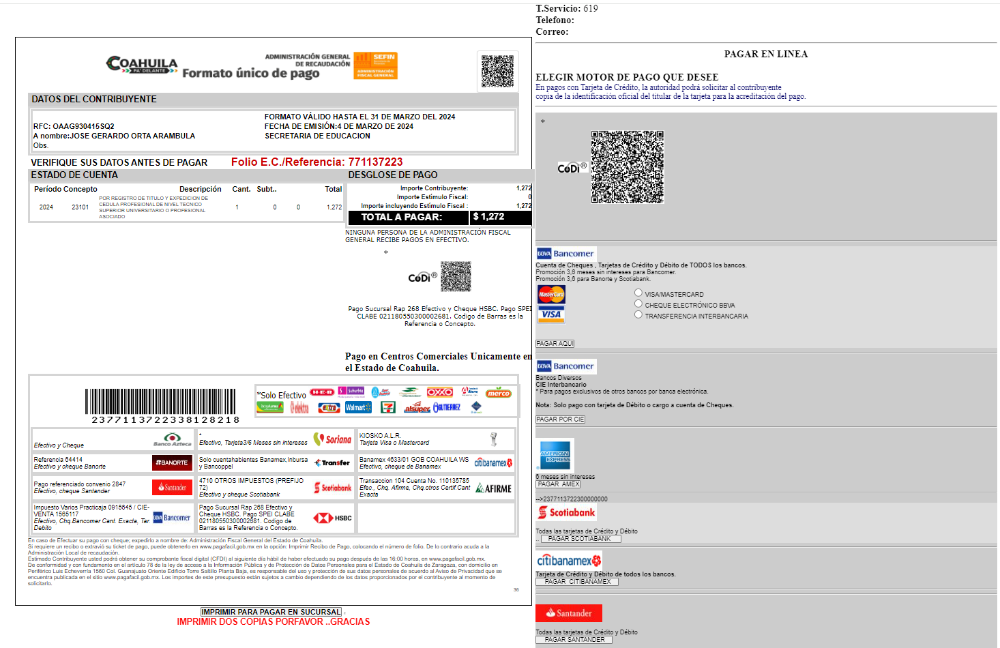 COAHUILA
PA' DELANTE
Formato único de pago
ADMINISTRACIÓN GENERAL
DE RECAUDACIÓN
SEFIN
ADMINISTRACIÓN
FISCAL GENERAL
DATOS DEL CONTRIBUYENTE
FORMATO VÁLIDO HASTA EL 31 DE MARZO DEL 2024
RFC: OAAG930415SQ2
FECHA DE EMISIÓN:4 DE MARZO DE 2024
A nombre:JOSE GERARDO ORTA ARAMBULA
SECRETARIA DE EDUCACION
Obs.
VERIFIQUE SUS DATOS ANTES DE PAGAR
Folio E.C./Referencia: 771137223
ESTADO DE CUENTA
Período Concepto Descripción Cant. Subt.. Total
2024 23101 POR REGISTRO DE TITULO Y EXPEDICION DE
CEDULA PROFESIONAL DE NIVEL TECNICO
SUPERIOR UNIVERSITARIO O PROFESIONAL
ASOCIADO
1 0 0 1,272
DESGLOSE DE PAGO
Importe Contribuyente: 1,272
Importe Estímulo Fiscal: 0
Importe incluyendo Estímulo Fiscal : 1,272
TOTAL A PAGAR: $ 1,272
NINGUNA PERSONA DE LA ADMINISTRACIÓN FISCAL
GENERAL RECIBE PAGOS EN EFECTIVO.
*
CoDi®
Pago Sucursal Rap 268 Efectivo y Cheque HSBC. Pago SPEI
CLABE 021180550300002681. Codigo de Barras es la
Referencia o Concepto.
Pago en Centros Comerciales Unicamente en
el Estado de Coahuila.
23771137223381 28218
*Solo Efectivo
H-E-B
Suburbia
OXXO
merco
elektra
extra
Walmart
alsuper
GUTIERREZ
Efectivo y Cheque
Banco Azteca
*
Efectivo, Tarjeta3/6 Meses sin intereses
Soriana
KIOSKO A.L.R.
Tarjeta Visa o Mastercard
Referencia 64414
Efectivo y cheque Banorte
BANORTE
Solo cuentahabientes Banamex,Inbursa
y Bancoppel
Transfer
Banamex 4633/01 GOB COAHUILA WS
Efectivo, cheque de Banamex
citibanamex
Pago referenciado convenio 2847
Efectivo, cheque Santander
Santander
4710 OTROS IMPUESTOS (PREFIJO
72)
Efectivo y cheque Scotiabank
Scotiabank
Transaccion 104 Cuenta No. 110135785
Efec., Chq. Afirme, Chq.otros Certif.Cant
Exacta
AFIRME
Impuesto Varios Practicaja 0915645 / CIE-
VENTA 1565117
Efectivo, Chq.Bancomer Cant. Exacta, Tar.
Debito
BBVA Bancomer
Pago Sucursal Rap 268 Efectivo y
Cheque HSBC. Pago SPEI CLABE
021180550300002681. Codigo de
Barras es la Referencia o Concepto.
HSBC
En caso de Efectuar su pago con cheque; expedirlo a nombre de: Administración Fiscal General del Estado de Coahuila.
Si requiere un recibo o extravió su ticket de pago, puede obtenerlo en www.pagafacil.gob.mx en la opción: Imprimir Recibo de Pago, colocando el número de folio. De lo contrario acuda a la
Administración Local de recaudación.
Estimado Contribuyente usted podrá obtener su comprobante fiscal digital (CFDI) al siguiente día hábil de haber efectuado su pago después de las 16:00 horas, en www.pagafacil.gob.mx.
De conformidad y con fundamento en el articulo 78 de la ley de acceso a la Información Pública y de Protección de Datos Personales para el Estado de Coahuila de Zaragoza, con domicilio en
Periférico Luis Echeverría 1560 Col. Guanajuato Oriente Edificio Torre Saltillo Planta Baja, es responsable del uso y protección de sus datos personales de acuerdo al Aviso de Privacidad que se
encuentra publicada en el sitio www.pagafacil.gob.mx. Los importes de este presupuesto están sujetos a cambio dependiendo de los datos proporcionados por el contribuyente al momento de
solicitarlo.
36
IMPRIMIR PARA PAGAR EN SUCURSAL
IMPRIMIR DOS COPIAS PORFAVOR ..GRACIAS
T.Servicio: 619
Telefono:
Correo:
PAGAR EN LINEA
ELEGIR MOTOR DE PAGO QUE DESEE
En pagos con Tarjeta de Crédito, la autoridad podrá solicitar al contribuyente
copia de la identificación oficial del titular de la tarjeta para la acreditación del pago.
*
CoDi®
BBVA Bancomer
Cuenta de Cheques , Tarjetas de Crédito y Débito de TODOS los bancos.
Promoción 3,6 meses sin intereses para Bancomer.
Promoción 3,6 para Banorte y Scotiabank.
MasterCard
VISA
VISA/MASTERCARD
CHEQUE ELECTRÓNICO BBVA
TRANSFERENCIA INTERBANCARIA
PAGAR AQUI
BBVA Bancomer
Bancos Diversos
CIE Interbancario
* Para pagos exclusivos de otros bancos por banca electrónica.
Nota: Solo pago con tarjeta de Débito o cargo a cuenta de Cheques.
PAGAR POR CIE
AMERICAN
EXPRESS
6 meses sin intereses
PAGAR AMEX
-->2377113722300000000
Scotiabank
Todas las tarjetas de Crédito y Débito
.. PAGAR SCOTIABANK
citibanamex
Tarjeta de Crédito y Débito de todos los bancos.
PAGAR CITIBANAMEX
Santander
Todas las tarjetas de Crédito y Débito
PAGAR SANTANDER